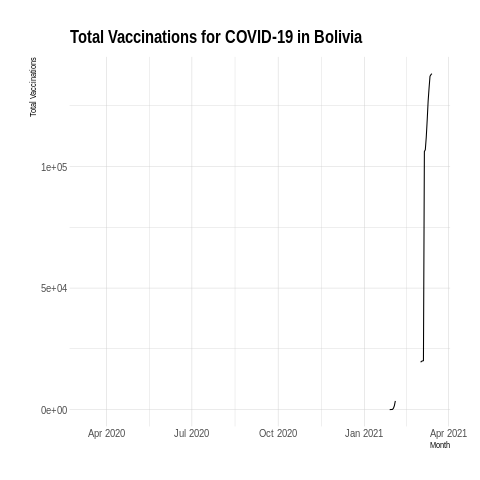 Total Vaccinations for COVID-19 in Bolivia
Total Vaccinations
1e+05
5e+04
0e+00
Apr 2020 Jul 2020 Oct 2020 Jan 2021 Apr 2021
Month